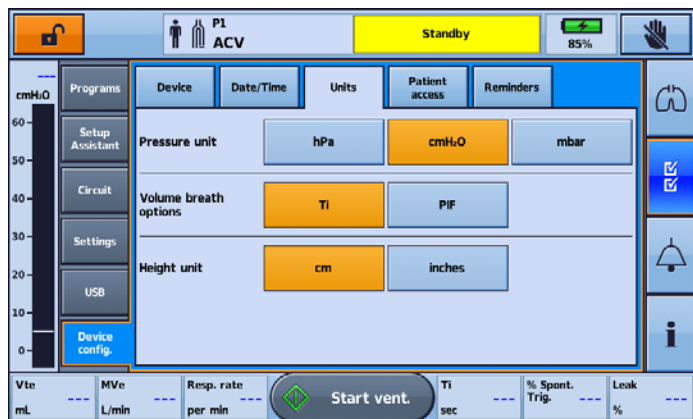 P1
ACV
Standby
85%
---
cmH₂O
60
50
40
30
20
10
0
Programs
Setup
Assistant
Circuit
Settings
USB
Device
config.
Device
Date/Time
Units
Patient
access
Reminders
Pressure unit
hPa
cmH₂O
mbar
Volume breath
options
Ti
PIF
Height unit
cm
inches
i
Vte
---
mL
MVe
---
L/min
Resp. rate
---
per min
Start vent.
Ti
---
sec
% Spont.
Trig.
---
Leak
---
%